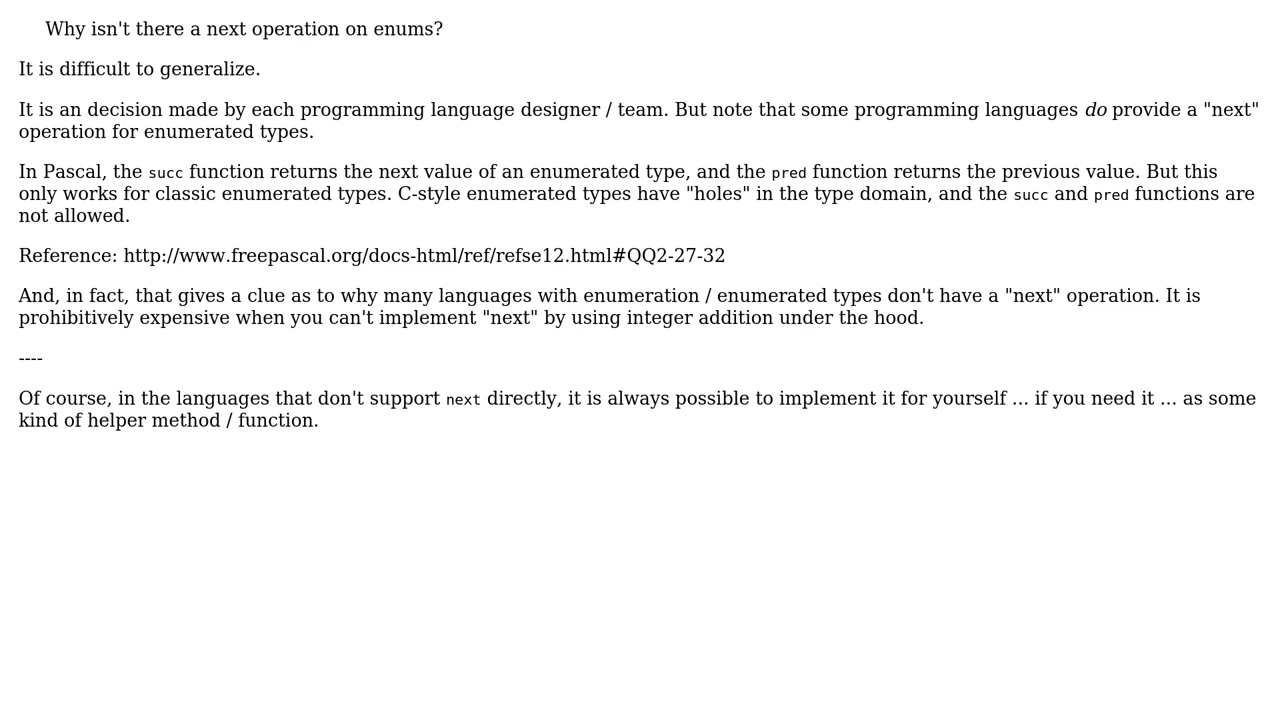 Why isn't there a next operation on enums?
It is difficult to generalize.
It is an decision made by each programming language designer / team. But note that some programming languages do provide a "next"
operation for enumerated types.
In Pascal, the succ function returns the next value of an enumerated type, and the pred function returns the previous value. But this
only works for classic enumerated types. C-style enumerated types have "holes" in the type domain, and the succ and pred functions are
not allowed.
Reference: http://www.freepascal.org/docs-html/ref/refse12.html#QQ2-27-32
And, in fact, that gives a clue as to why many languages with enumeration / enumerated types don't have a "next" operation. It is
prohibitively expensive when you can't implement "next" by using integer addition under the hood.
----
Of course, in the languages that don't support next directly, it is always possible to implement it for yourself ... if you need it ... as some
kind of helper method / function.